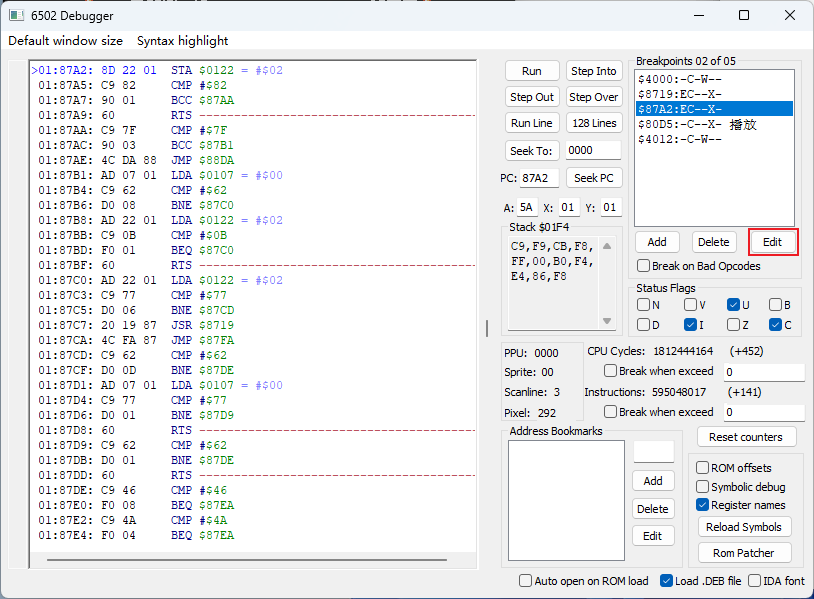 6502 Debugger
Default window size Syntax highlight
>01:87A2: 8D 22 01 STA $0122 = #$02
01:87A5: C9 82 CMP #$82
01:87A7: 90 01 BCC $87AA
01:87A9: 60 RTS
01:87AA: C9 7F CMP #$7F
01:87AC: 90 03 BCC $87B1
01:87AE: 4C DA 88 JMP $88DA
01:87B1: AD 07 01 LDA $0107 = #$00
01:87B4: C9 62 CMP #$62
01:87B6: D0 08 BNE $87C0
01:87B8: AD 22 01 LDA $0122 = #$02
01:87BB: C9 0B CMP #$0B
01:87BD: F0 01 BEQ $87C0
01:87BF: 60 RTS
01:87C0: AD 22 01 LDA $0122 = #$02
01:87C3: C9 77 CMP #$77
01:87C5: D0 06 BNE $87CD
01:87C7: 20 19 87 JSR $8719
01:87CA: 4C FA 87 JMP $87FA
01:87CD: C9 62 CMP #$62
01:87CF: D0 0D BNE $87DE
01:87D1: AD 07 01 LDA $0107 = #$00
01:87D4: C9 77 CMP #$77
01:87D6: D0 01 BNE $87D9
01:87D8: 60 RTS
01:87D9: C9 62 CMP #$62
01:87DB: D0 01 BNE $87DE
01:87DD: 60 RTS
01:87DE: C9 46 CMP #$46
01:87E0: F0 08 BEQ $87EA
01:87E2: C9 4A CMP #$4A
01:87E4: F0 04 BEQ $87EA
Run Step Into
Step Out Step Over
Run Line 128 Lines
Seek To: 0000
PC: 87A2 Seek PC
A: 5A X: 01 Y: 01
Stack $01F4
C9,F9,CB,F8,
FF,00,B0,F4,
E4,86,F8
Breakpoints 02 of 05
$4000:-C-W--
$8719:EC--X-
$87A2:EC--X-
$80D5:-C--X- 播放
$4012:-C-W--
Add Delete Edit
Break on Bad Opcodes
Status Flags
N V U B
D I Z C
PPU: 0000
Sprite: 00
Scanline: 3
Pixel: 292
CPU Cycles: 1812444164 (+452)
Break when exceed 0
Instructions: 595048017 (+141)
Break when exceed 0
Address Bookmarks
Add
Delete
Edit
Reset counters
ROM offsets
Symbolic debug
Register names
Reload Symbols
Rom Patcher
Auto open on ROM load Load .DEB file IDA font